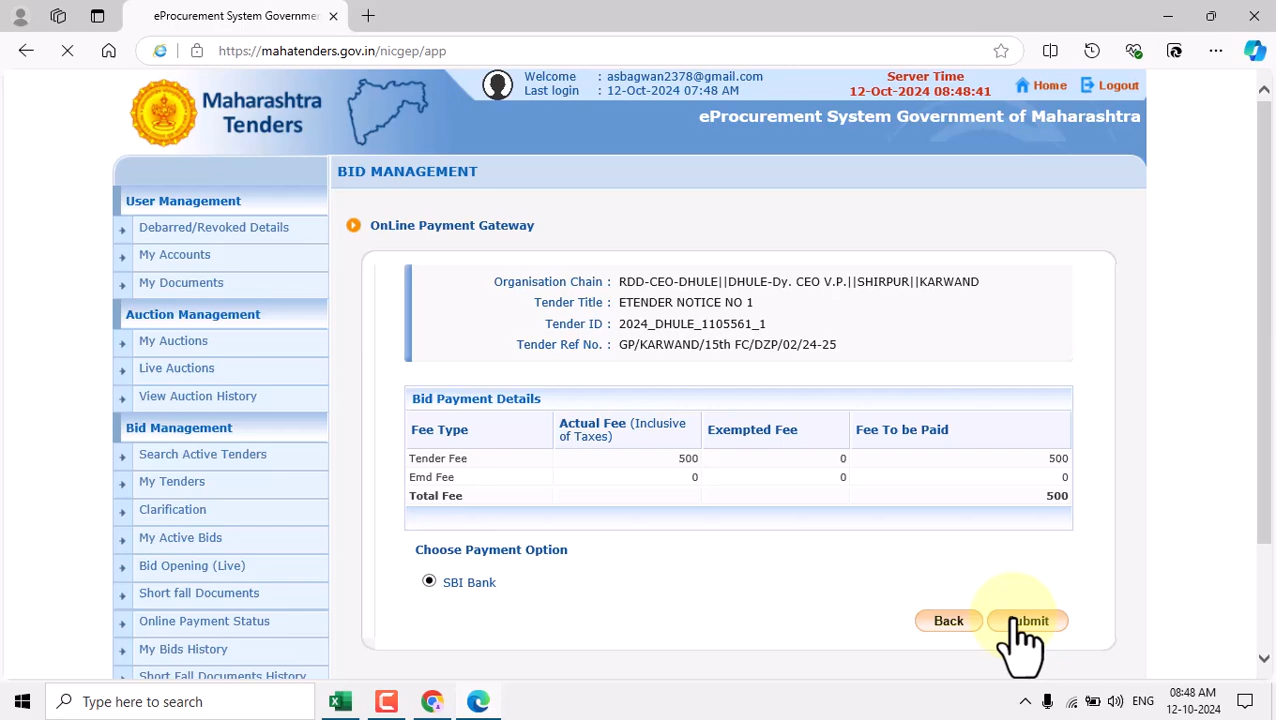 eProcurement System Governmen
https://mahatenders.gov.in/nicgep/app
Maharashtra
Tenders
Welcome : asbagwan2378@gmail.com
Last login : 12-Oct-2024 07:48 AM
Server Time
12-Oct-2024 08:48:41
Home
Logout
eProcurement System Government of Maharashtra
User Management
Debarred/Revoked Details
My Accounts
My Documents
Auction Management
My Auctions
Live Auctions
View Auction History
Bid Management
Search Active Tenders
My Tenders
Clarification
My Active Bids
Bid Opening (Live)
Short fall Documents
Online Payment Status
My Bids History
Short Fall Documents History
BID MANAGEMENT
OnLine Payment Gateway
Organisation Chain : RDD-CEO-DHULE||DHULE-Dy. CEO V.P.||SHIRPUR||KARWAND
Tender Title : ETENDER NOTICE NO 1
Tender ID : 2024_DHULE_1105561_1
Tender Ref No. : GP/KARWAND/15th FC/DZP/02/24-25
Bid Payment Details
Fee Type Actual Fee (Inclusive of Taxes) Exempted Fee Fee To be Paid
Tender Fee 500 0 500
Emd Fee 0 0 0
Total Fee 500
Choose Payment Option
SBI Bank
Back
Type here to search
ENG
08:48 AM
12-10-2024